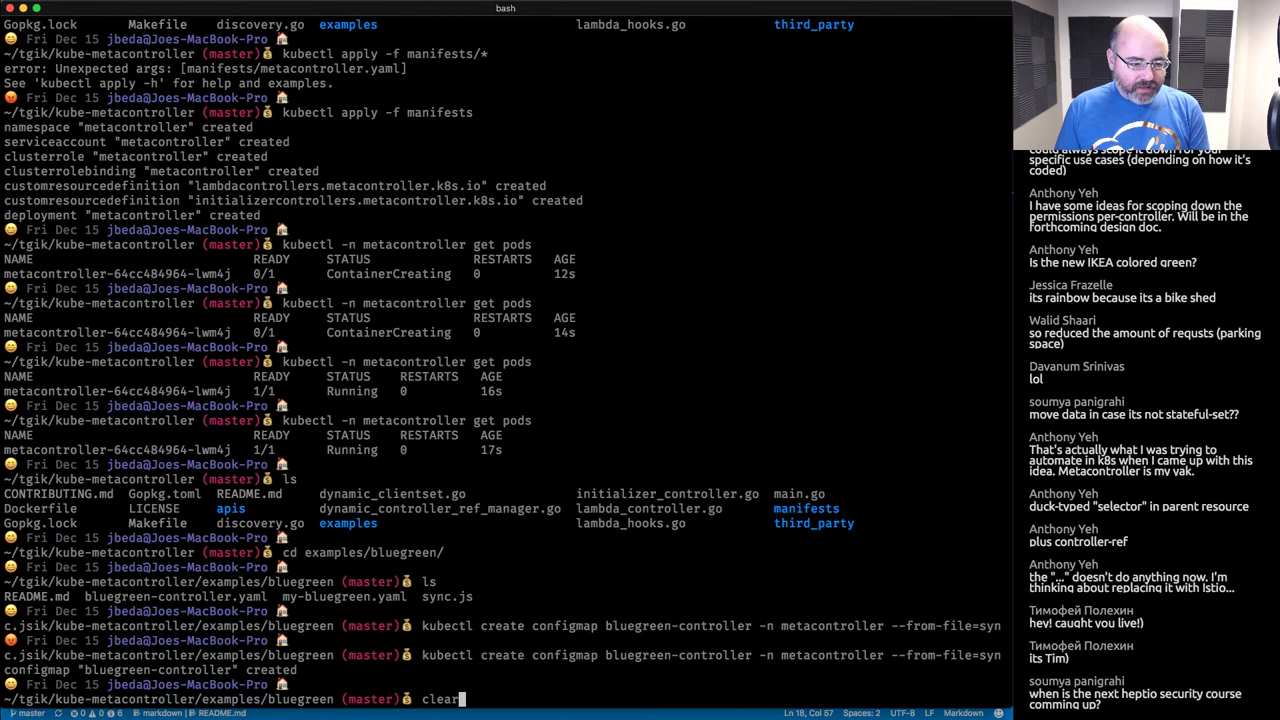 bash
Gopkg.lock Makefile discovery.go examples lambda_hooks.go third_party
Fri Dec 15 jbeda@Joes-MacBook-Pro
~/tgik/kube-metacontroller (master) kubectl apply -f manifests/*
error: Unexpected args: [manifests/metacontroller.yaml]
See 'kubectl apply -h' for help and examples.
Fri Dec 15 jbeda@Joes-MacBook-Pro
~/tgik/kube-metacontroller (master) kubectl apply -f manifests
namespace "metacontroller" created
serviceaccount "metacontroller" created
clusterrole "metacontroller" created
clusterrolebinding "metacontroller" created
customresourcedefinition "lambdacontrollers.metacontroller.k8s.io" created
customresourcedefinition "initializercontrollers.metacontroller.k8s.io" created
deployment "metacontroller" created
Fri Dec 15 jbeda@Joes-MacBook-Pro
~/tgik/kube-metacontroller (master) kubectl -n metacontroller get pods
NAME READY STATUS RESTARTS AGE
metacontroller-64cc484964-lwm4j 0/1 ContainerCreating 0 12s
Fri Dec 15 jbeda@Joes-MacBook-Pro
~/tgik/kube-metacontroller (master) kubectl -n metacontroller get pods
NAME READY STATUS RESTARTS AGE
metacontroller-64cc484964-lwm4j 0/1 ContainerCreating 0 14s
Fri Dec 15 jbeda@Joes-MacBook-Pro
~/tgik/kube-metacontroller (master) kubectl -n metacontroller get pods
NAME READY STATUS RESTARTS AGE
metacontroller-64cc484964-lwm4j 1/1 Running 0 16s
Fri Dec 15 jbeda@Joes-MacBook-Pro
~/tgik/kube-metacontroller (master) kubectl -n metacontroller get pods
NAME READY STATUS RESTARTS AGE
metacontroller-64cc484964-lwm4j 1/1 Running 0 17s
Fri Dec 15 jbeda@Joes-MacBook-Pro
~/tgik/kube-metacontroller (master) ls
CONTRIBUTING.md Gopkg.toml README.md dynamic_clientset.go initializer_controller.go main.go
Dockerfile LICENSE apis dynamic_controller_ref_manager.go lambda_controller.go manifests
Gopkg.lock Makefile discovery.go examples lambda_hooks.go third_party
Fri Dec 15 jbeda@Joes-MacBook-Pro
~/tgik/kube-metacontroller (master) cd examples/bluegreen/
Fri Dec 15 jbeda@Joes-MacBook-Pro
~/tgik/kube-metacontroller/examples/bluegreen (master) ls
README.md bluegreen-controller.yaml my-bluegreen.yaml sync.js
Fri Dec 15 jbeda@Joes-MacBook-Pro
c.jsik/kube-metacontroller/examples/bluegreen (master) kubectl create configmap bluegreen-controller -n metacontroller --from-file=syn
Fri Dec 15 jbeda@Joes-MacBook-Pro
c.jsik/kube-metacontroller/examples/bluegreen (master) kubectl create configmap bluegreen-controller -n metacontroller --from-file=syn
configmap "bluegreen-controller" created
Fri Dec 15 jbeda@Joes-MacBook-Pro
~/tgik/kube-metacontroller/examples/bluegreen (master) clear
master 0 0 6 markdown | README.md Ln 18, Col 57 Spaces: 2 UTF-8 LF Markdown
could always scope it down for your
specific use cases (depending on how it's
coded)
Anthony Yeh
I have some ideas for scoping down the
permissions per-controller. Will be in the
forthcoming design doc.
Anthony Yeh
Is the new IKEA colored green?
Jessica Frazelle
its rainbow because its a bike shed
Walid Shaari
so reduced the amount of requsts (parking
space)
Davanum Srinivas
lol
soumya panigrahi
move data in case its not stateful-set??
Anthony Yeh
That's actually what I was trying to
automate in k8s when I came up with this
idea. Metacontroller is my yak.
Anthony Yeh
duck-typed "selector" in parent resource
Anthony Yeh
plus controller-ref
Anthony Yeh
the "..." doesn't do anything now. I'm
thinking about replacing it with Istio...
Тимофей Полехин
hey! caught you live!)
Тимофей Полехин
its Tim)
soumya panigrahi
when is the next heptio security course
comming up?